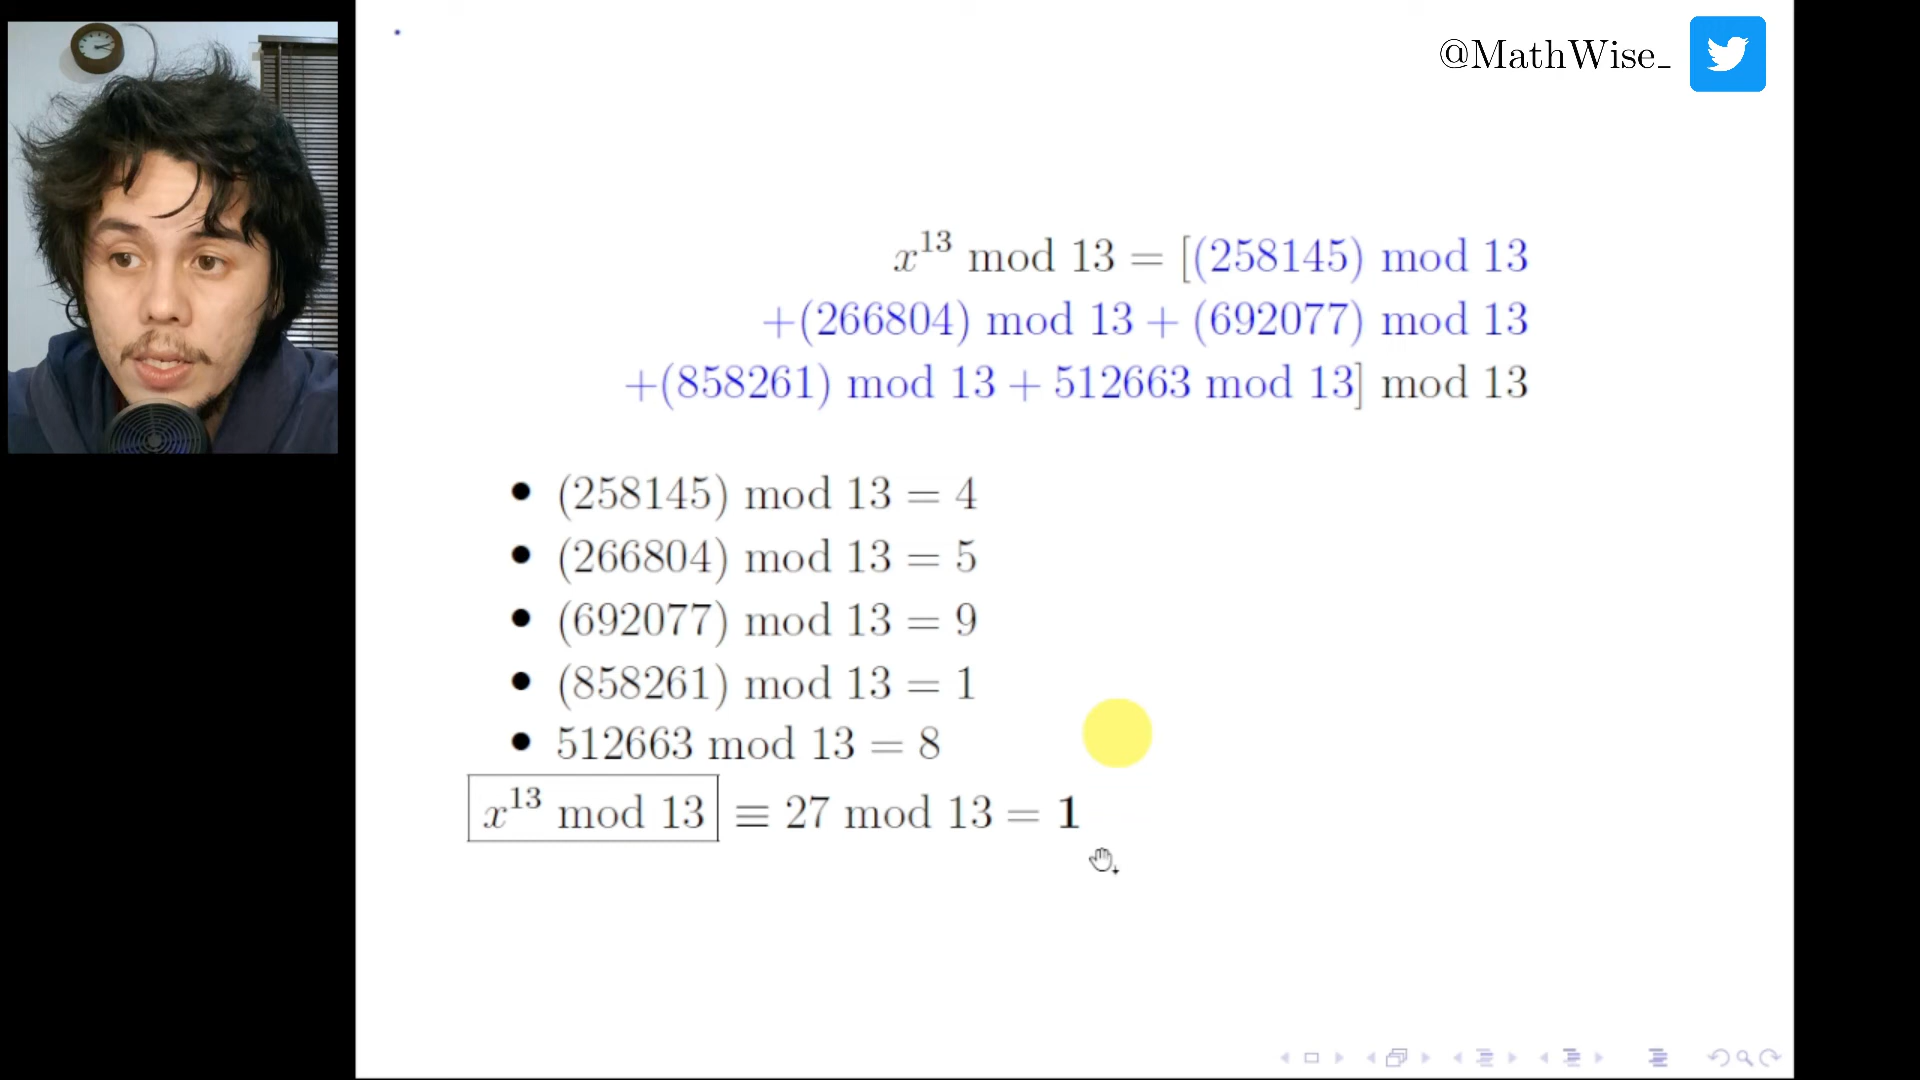 @MathWise_
x¹³ mod 13 = [(258145) mod 13
+(266804) mod 13 + (692077) mod 13
+(858261) mod 13 + 512663 mod 13] mod 13
• (258145) mod 13 = 4
• (266804) mod 13 = 5
• (692077) mod 13 = 9
• (858261) mod 13 = 1
• 512663 mod 13 = 8
x¹³ mod 13 ≡ 27 mod 13 = 1